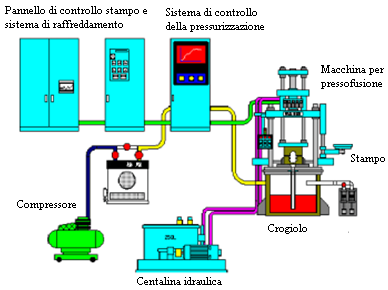 Pannello di controllo stampo e
sistema di raffreddamento
Sistema di controllo
della pressurizzazione
Macchina per
pressofusione
Stampo
Compressore
Crogiolo
Centalina idraulica